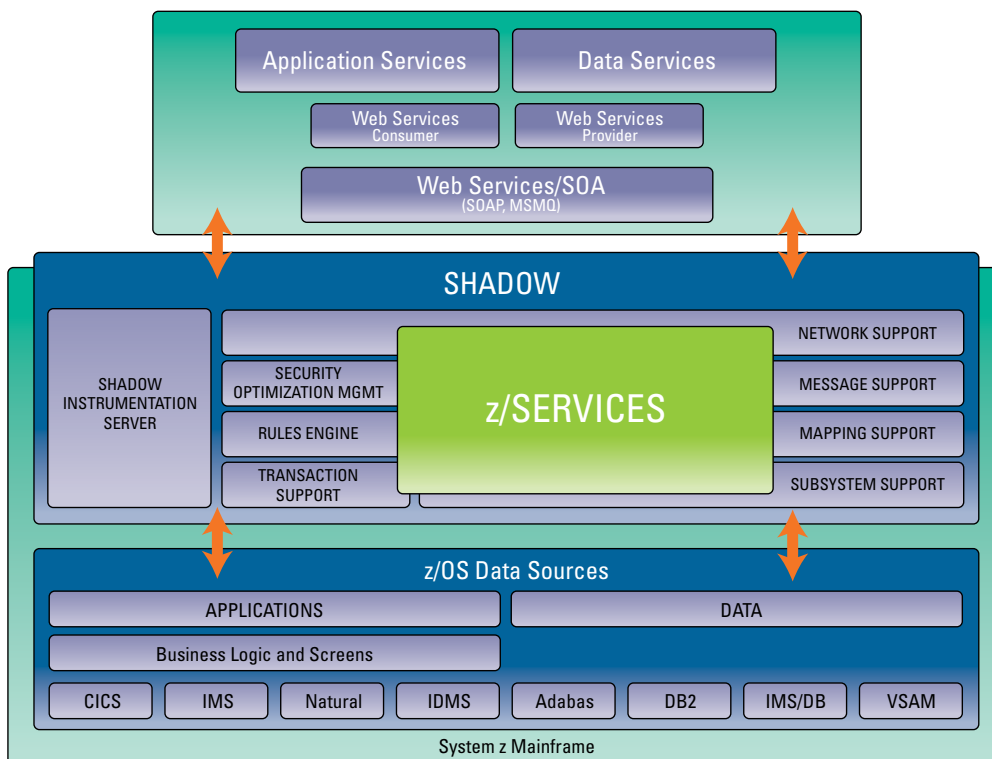 Application Services
Data Services
Web Services
Consumer
Web Services
Provider
Web Services/SOA
(SOAP, MSMQ)
SHADOW
SHADOW
INSTRUMENTATION
SERVER
NETWORK SUPPORT
SECURITY
OPTIMIZATION MGMT
MESSAGE SUPPORT
z/SERVICES
RULES ENGINE
MAPPING SUPPORT
TRANSACTION
SUPPORT
SUBSYSTEM SUPPORT
z/OS Data Sources
APPLICATIONS
DATA
Business Logic and Screens
CICS
IMS
Natural
IDMS
Adabas
DB2
IMS/DB
VSAM
System z Mainframe